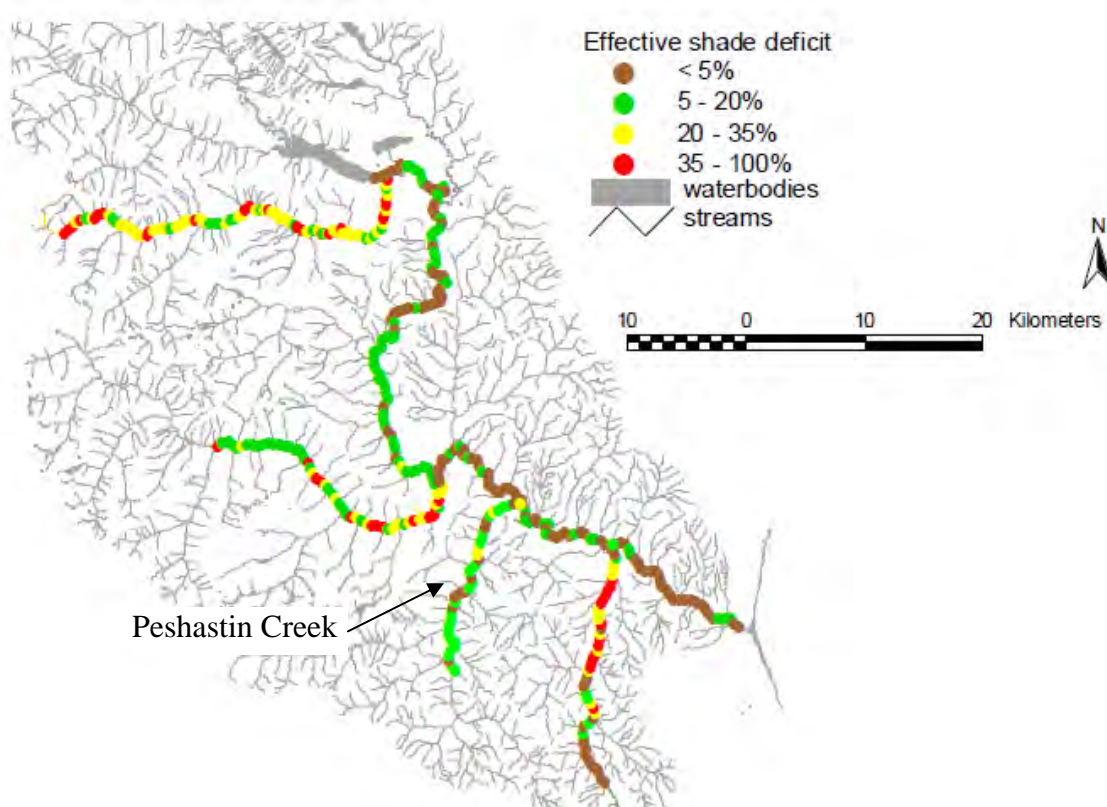 Effective shade deficit
< 5%
5 - 20%
20 - 35%
35 - 100%
waterbodies
streams
N
10 0 10 20 Kilometers
Peshastin Creek